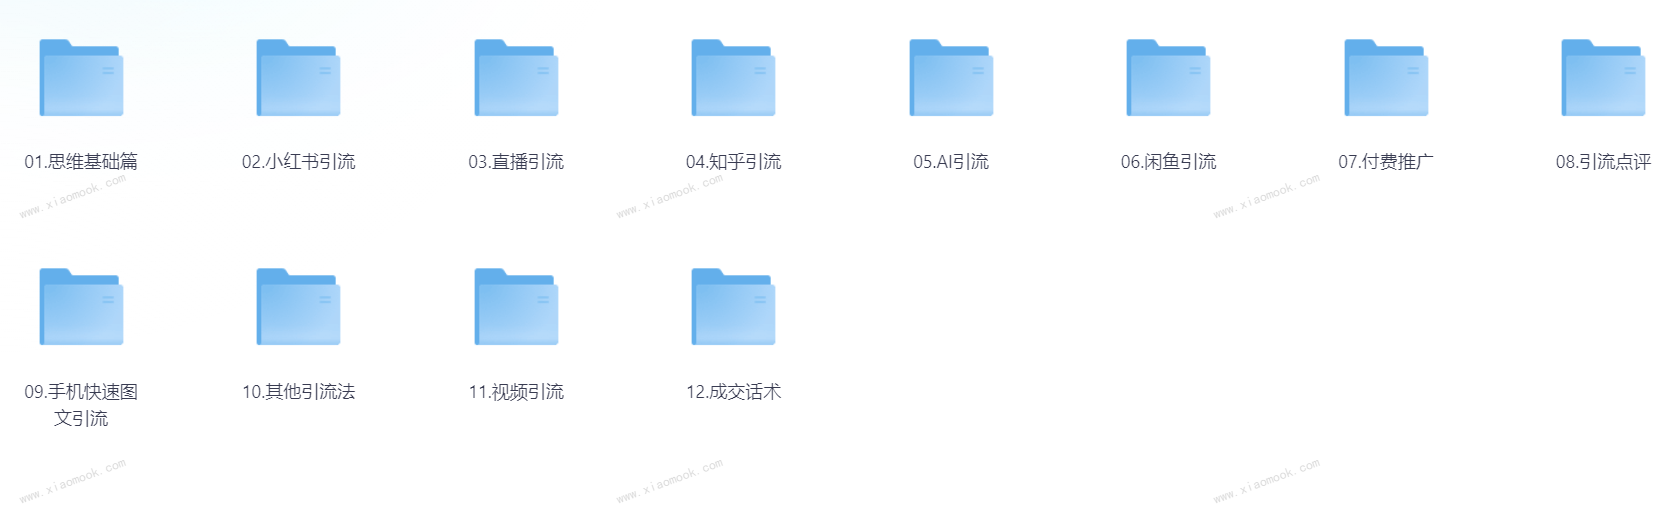 01.思维基础篇
02.小红书引流
03.直播引流
04.知乎引流
05.AI引流
06.闲鱼引流
07.付费推广
08.引流点评
www.xiaomook.com
www.xiaomook.com
www.xiaomook.com
09.手机快速图
文引流
10.其他引流法
11.视频引流
12.成交话术
www.xiaomook.com
www.xiaomook.com
www.xiaomook.com